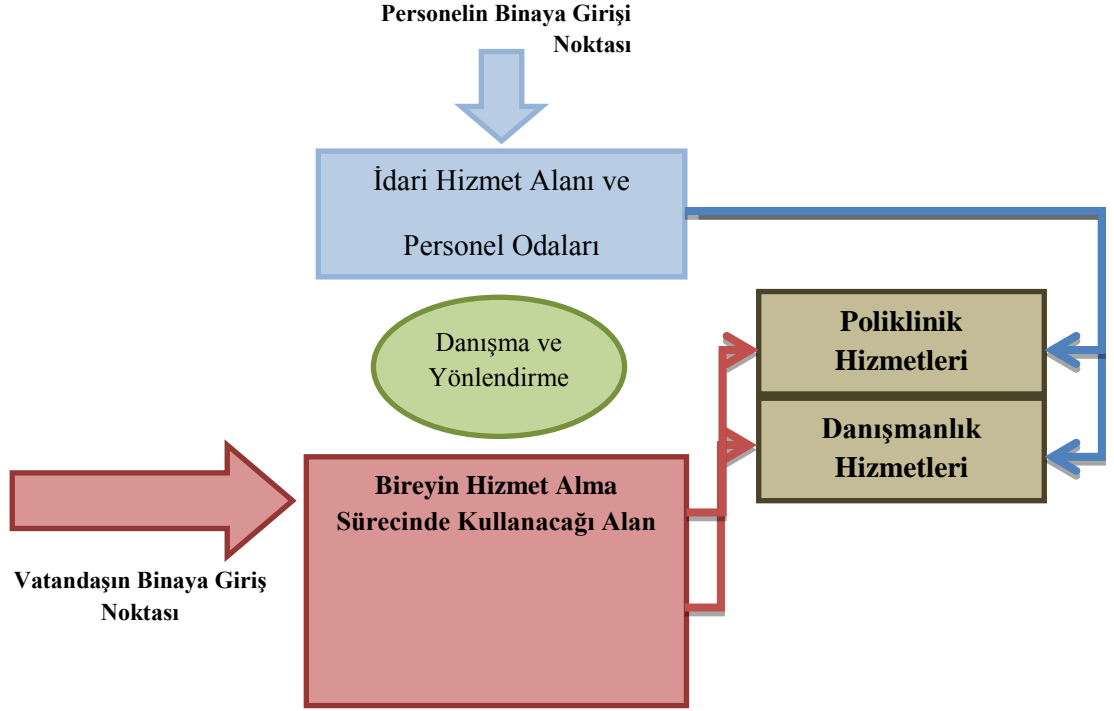 Personelin Binaya Girişi
Noktası
İdari Hizmet Alanı ve
Personel Odaları
Danışma ve
Yönlendirme
Poliklinik
Hizmetleri
Danışmanlık
Hizmetleri
Bireyin Hizmet Alma
Sürecinde Kullanacağı Alan
Vatandaşın Binaya Giriş
Noktası